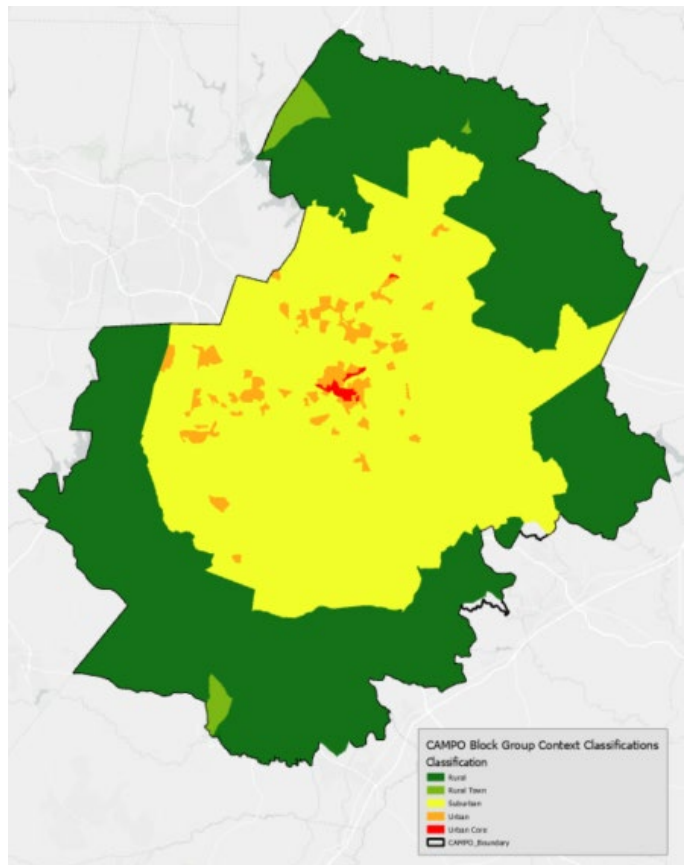 CAMPO Block Group Context Classifications
Classification
Rural
Rural Town
Suburban
Urban
Urban Core
CAMPO_Boundary